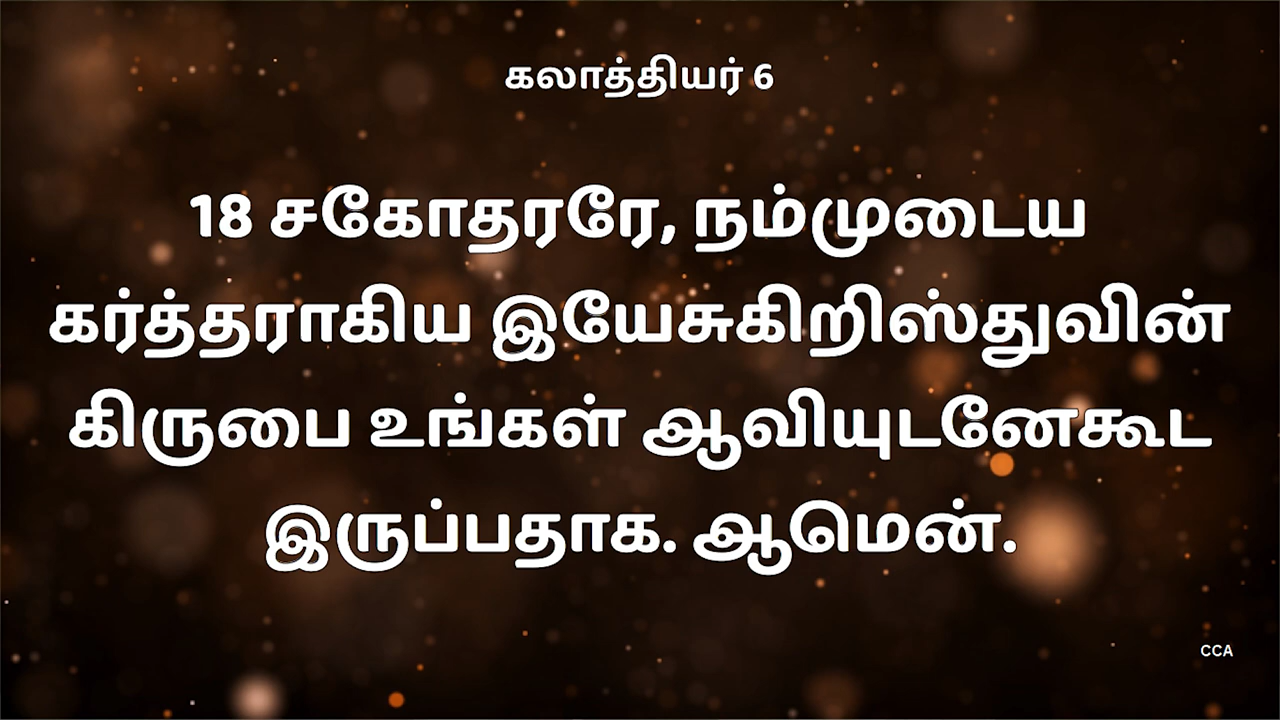 கலாத்தியர் 6
18 சகோதரரே, நம்முடைய
கர்த்தராகிய இயேசுகிறிஸ்துவின்
கிருபை உங்கள் ஆவியுடனேகூட
இருப்பதாக. ஆமென்.
CCA